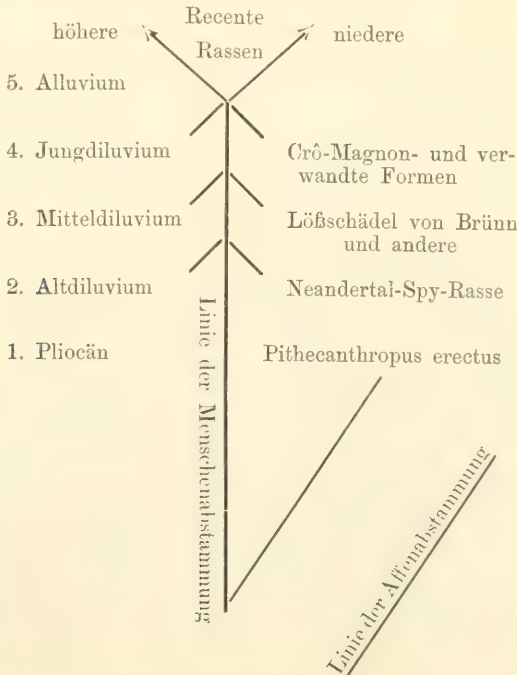 Recente
höhere
niedere
Rassen
5. Alluvium
4. Jungdiluvium
Crô-Magnon- und ver-
wandte Formen
3. Mitteldiluvium
Lößschädel von Brünn
und andere
2. Altdiluvium
Neandertal-Spy-Rasse
1. Pliocän
Pithecanthropus erectus
Linie der Menschenabstammung
Linie der Affenabstammung